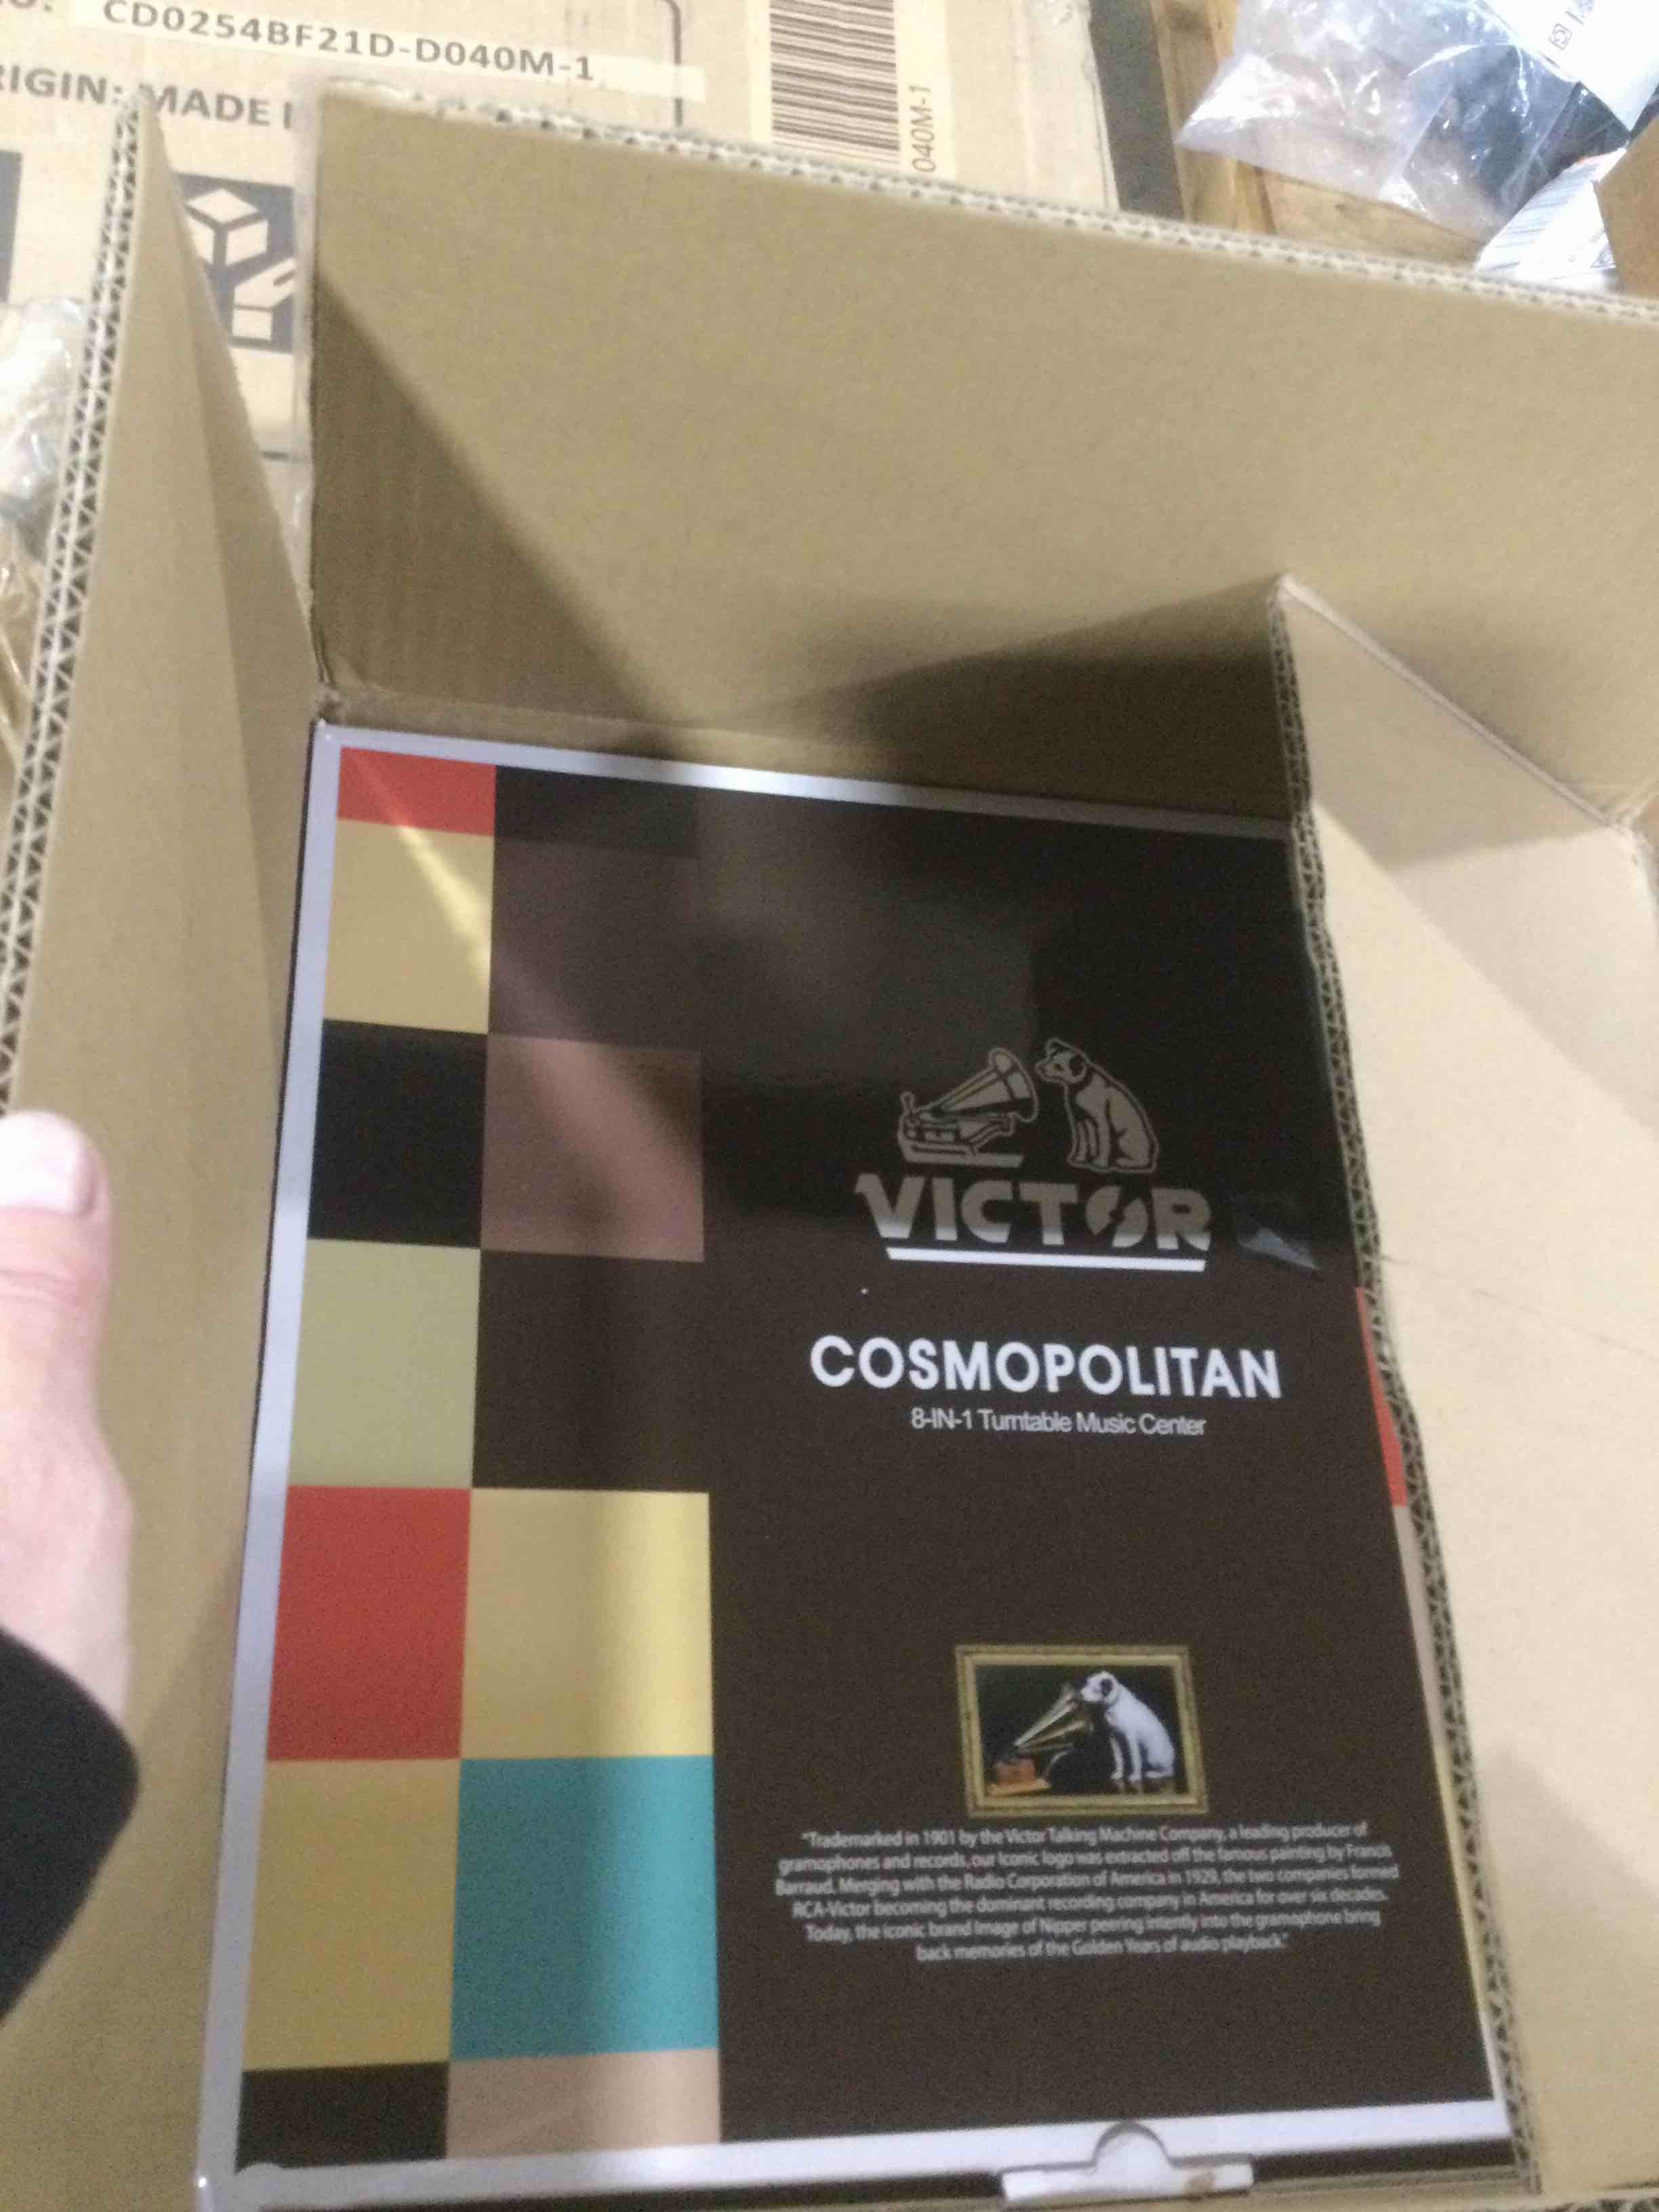 CD0254BF21D-D040M-1
RIGIN: MADE I
040M-1
VICTOR
COSMOPOLITAN
8-IN-1 Turntable Music Center
"Trademarked in 1901 by the Victor Talking Machine Company, a leading producer of
gramophones and records, our iconic logo was extracted off the famous painting by Francis
Barraud. Merging with the Radio Corporation of America in 1929, the two companies formed
RCA-Victor becoming the dominant recording company in America for over six decades.
Today, the iconic brand image of Nipper peering intently into the gramophone bring
back memories of the Golden Years of audio playback."